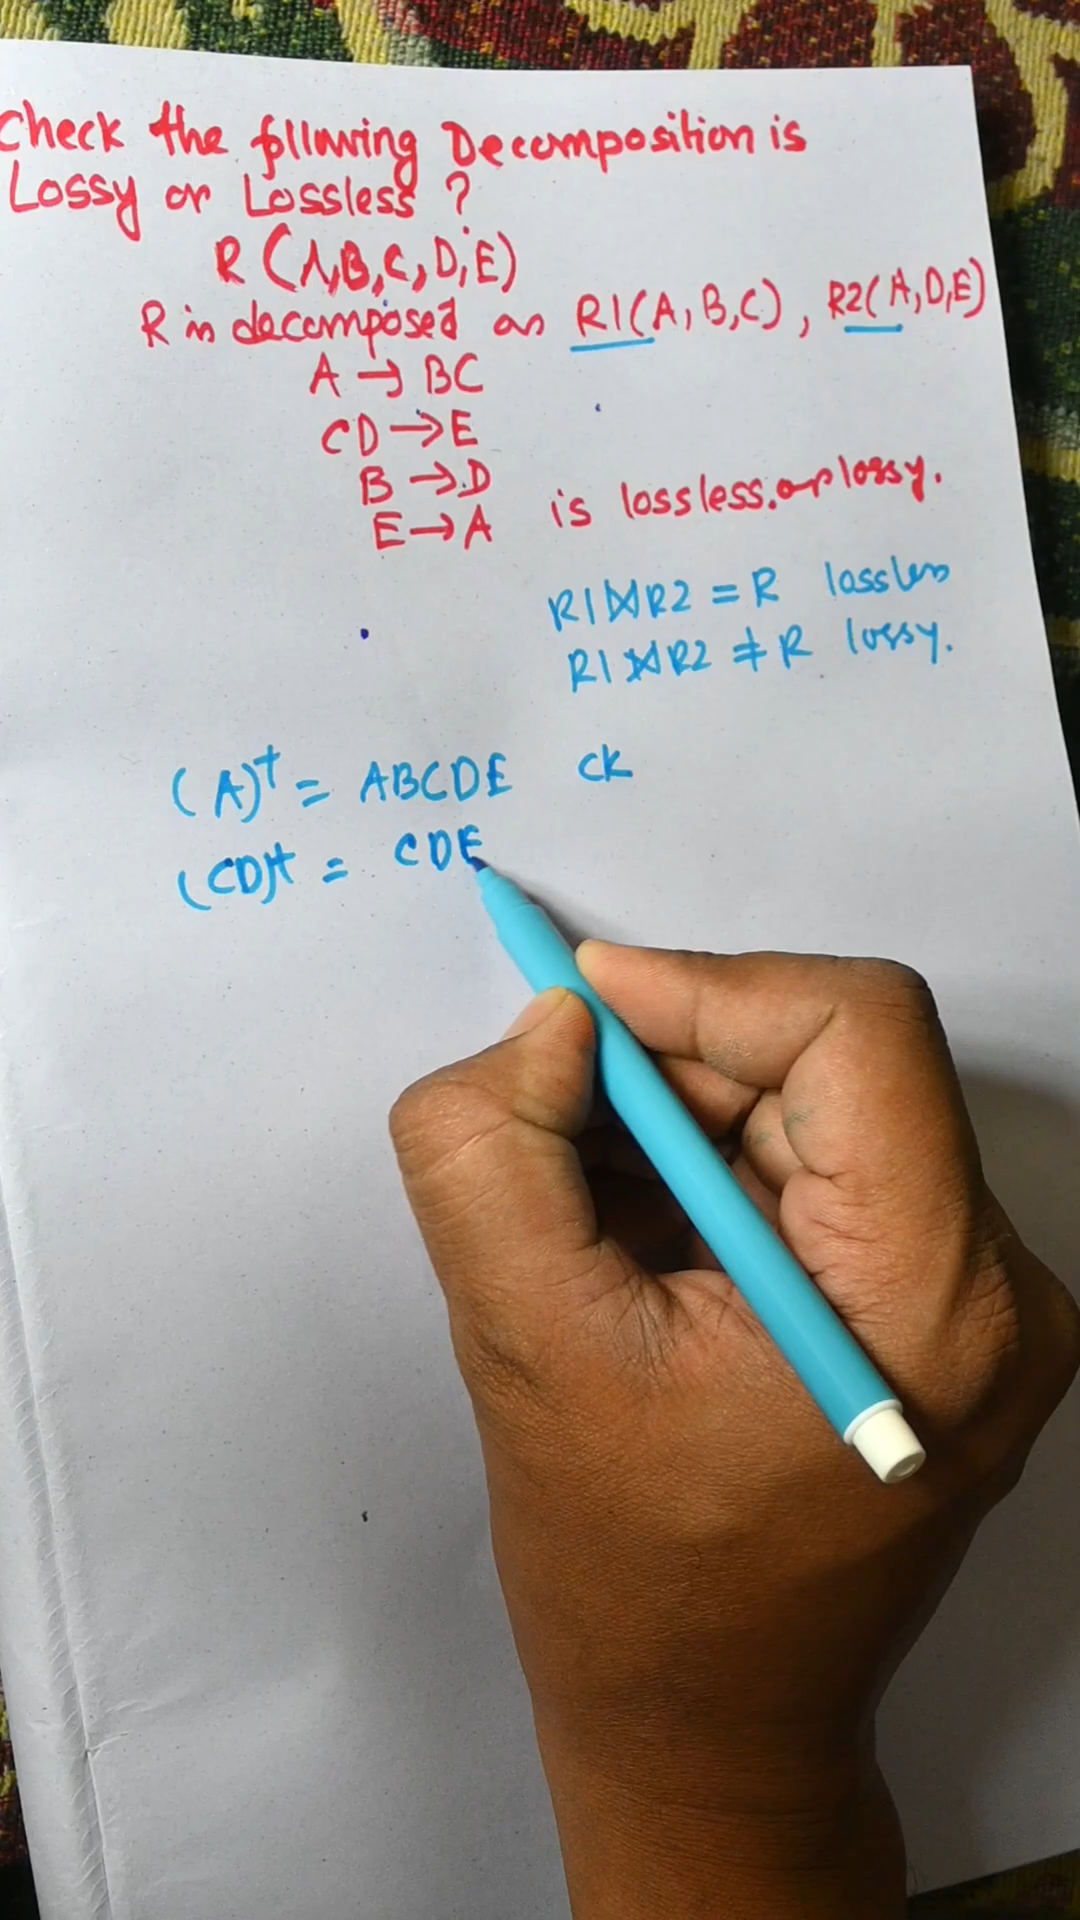 Check the following Decomposition is
Lossy or Lossless ?
R (A,B,C,D,E)
R is decomposed as R1(A,B,C), R2(A,D,E)
A → BC
CD → E
B → D
E → A is lossless or lossy.
R1⋈R2 = R lossless
R1⋈R2 ≠ R lossy.
(A)+ = ABCDE CK
(CD)+ = CDE